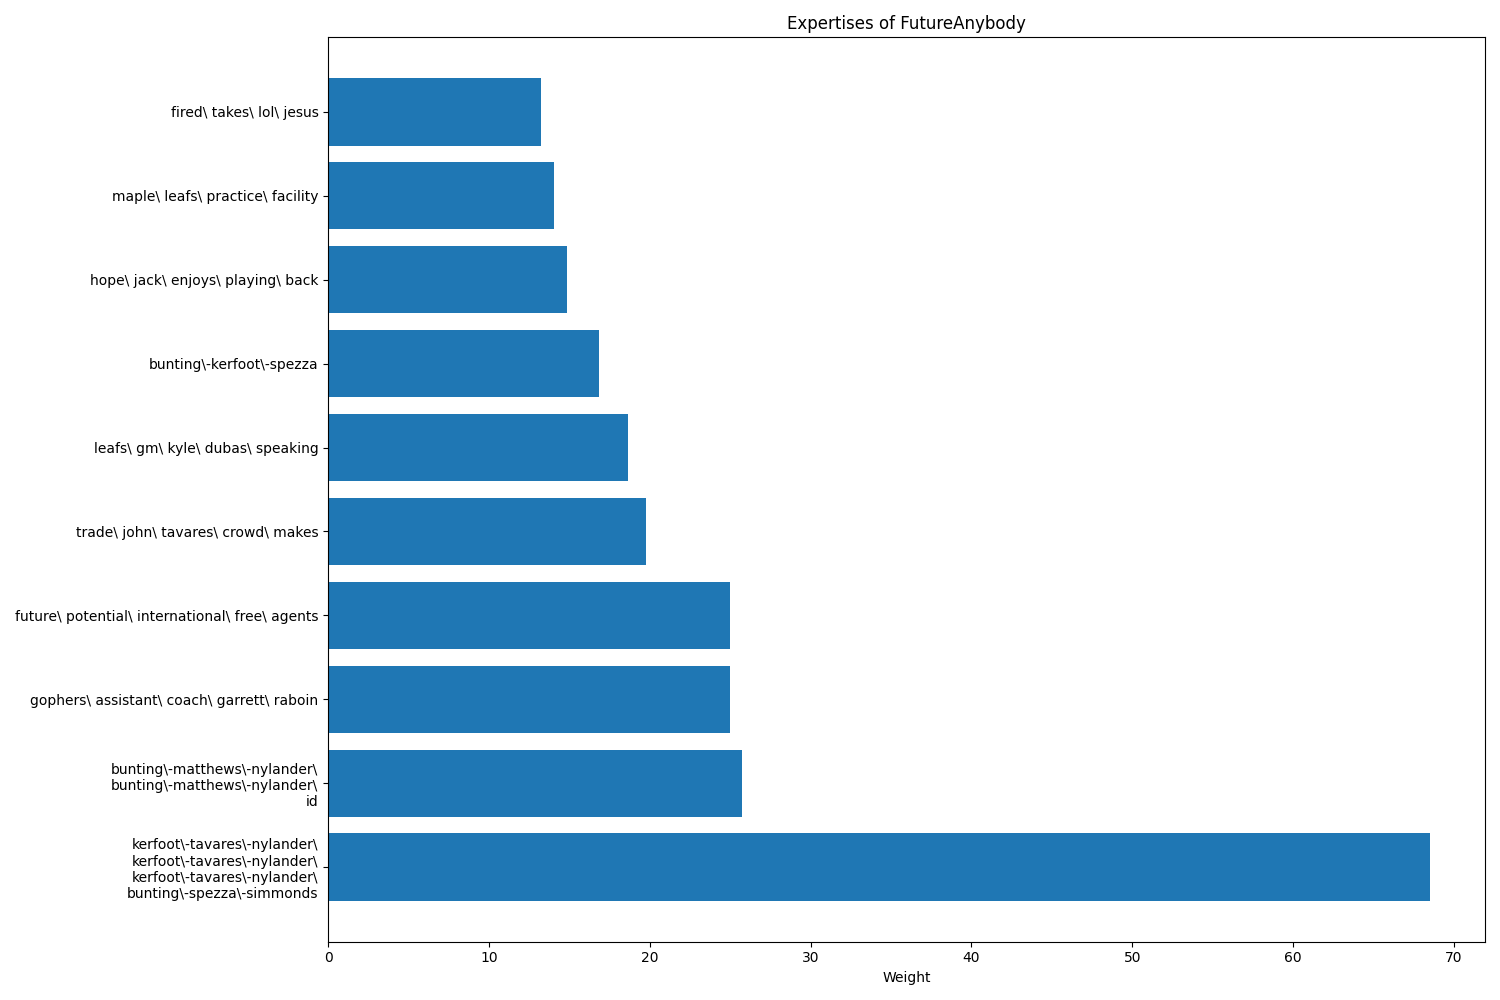 Expertises of FutureAnybody
fired\ takes\ lol\ jesus
maple\ leafs\ practice\ facility
hope\ jack\ enjoys\ playing\ back
bunting\-kerfoot\-spezza
leafs\ gm\ kyle\ dubas\ speaking
trade\ john\ tavares\ crowd\ makes
future\ potential\ international\ free\ agents
gophers\ assistant\ coach\ garrett\ raboin
bunting\-matthews\-nylander\
bunting\-matthews\-nylander\
id
kerfoot\-tavares\-nylander\
kerfoot\-tavares\-nylander\
kerfoot\-tavares\-nylander\
bunting\-spezza\-simmonds
0 10 20 30 40 50 60 70
Weight